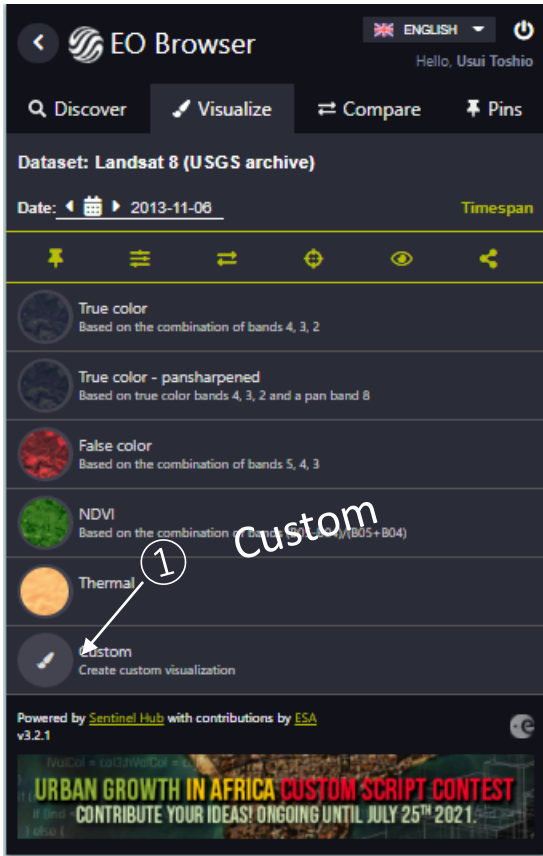 EO Browser
ENGLISH
Hello, Usui Toshio
Discover Visualize Compare Pins
Dataset: Landsat 8 (USGS archive)
Date: 2013-11-06 Timespan
True color
Based on the combination of bands 4, 3, 2
True color - pansharpened
Based on true color bands 4, 3, 2 and a pan band 8
False color
Based on the combination of bands 5, 4, 3
NDVI
Based on the combination of bands (B05-B04)/(B05+B04)
Custom
1
Thermal
Custom
Create custom visualization
Powered by Sentinel Hub with contributions by ESA
v3.2.1
URBAN GROWTH IN AFRICA CUSTOM SCRIPT CONTEST
CONTRIBUTE YOUR IDEAS! ONGOING UNTIL JULY 25TH 2021.